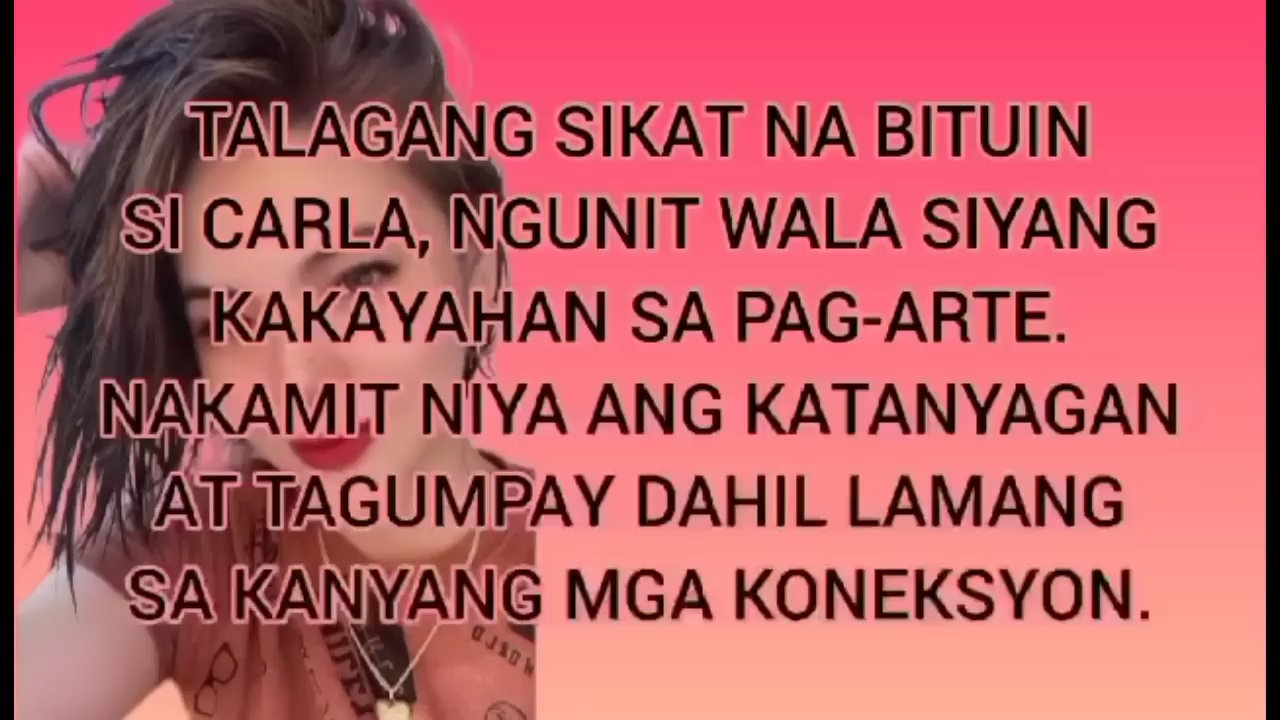 TALAGANG SIKAT NA BITUIN
SI CARLA, NGUNIT WALA SIYANG
KAKAYAHAN SA PAG-ARTE.
NAKAMIT NIYA ANG KATANYAGAN
AT TAGUMPAY DAHIL LAMANG
SA KANYANG MGA KONEKSYON.